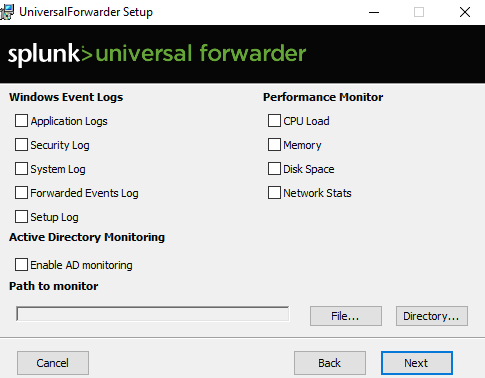 UniversalForwarder Setup
splunk>universal forwarder
Windows Event Logs
Application Logs
Security Log
System Log
Forwarded Events Log
Setup Log
Performance Monitor
CPU Load
Memory
Disk Space
Network Stats
Active Directory Monitoring
Enable AD monitoring
Path to monitor
File...
Directory...
Cancel
Back
Next